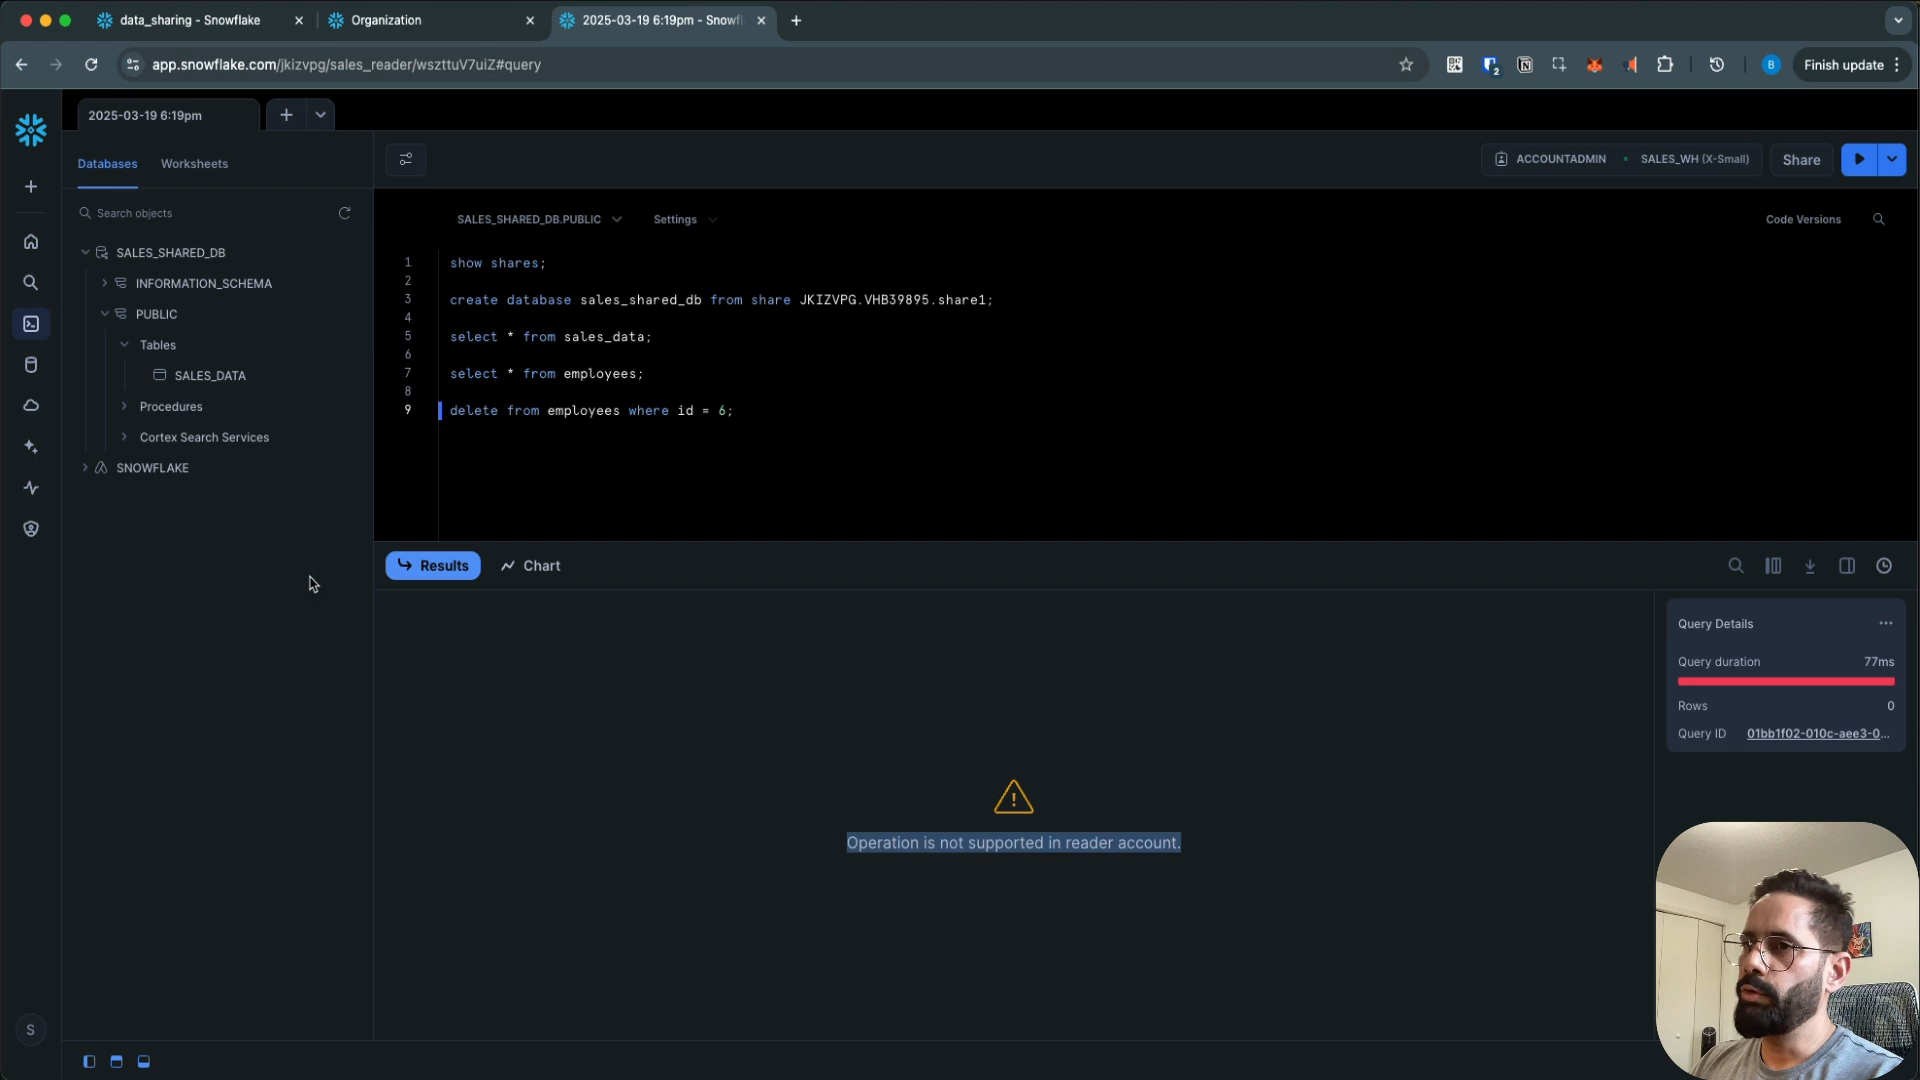 data_sharing - Snowflake
Organization
2025-03-19 6:19pm - Snowfl
app.snowflake.com/jkizvpg/sales_reader/wszttuV7uiZ#query
2
B
Finish update
2025-03-19 6:19pm
Databases
Worksheets
ACCOUNTADMIN
SALES_WH (X-Small)
Share
Search objects
SALES_SHARED_DB.PUBLIC
Settings
Code Versions
SALES_SHARED_DB
INFORMATION_SCHEMA
PUBLIC
Tables
SALES_DATA
Procedures
Cortex Search Services
SNOWFLAKE
1 show shares;
2
3 create database sales_shared_db from share JKIZVPG.VHB39895.share1;
4
5 select * from sales_data;
6
7 select * from employees;
8
9 delete from employees where id = 6;
Results
Chart
Query Details
Query duration 77ms
Rows 0
Query ID 01bb1f02-010c-aee3-0...
Operation is not supported in reader account.
S